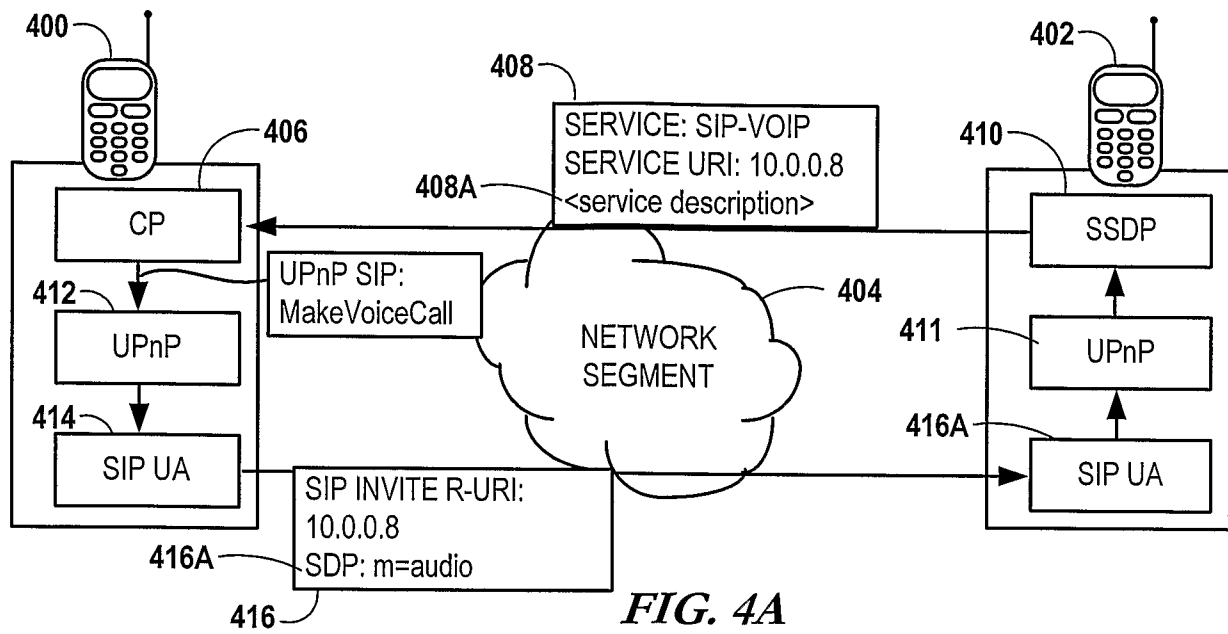 400
402
408
SERVICE: SIP-VOIP
SERVICE URI: 10.0.0.8
<service description>
408A
406
410
CP
SSDP
UPnP SIP:
MakeVoiceCall
404
412
UPnP
NETWORK
SEGMENT
411
UPnP
414
SIP UA
416A
SIP UA
SIP INVITE R-URI:
10.0.0.8
SDP: m=audio
416A
416
FIG. 4A